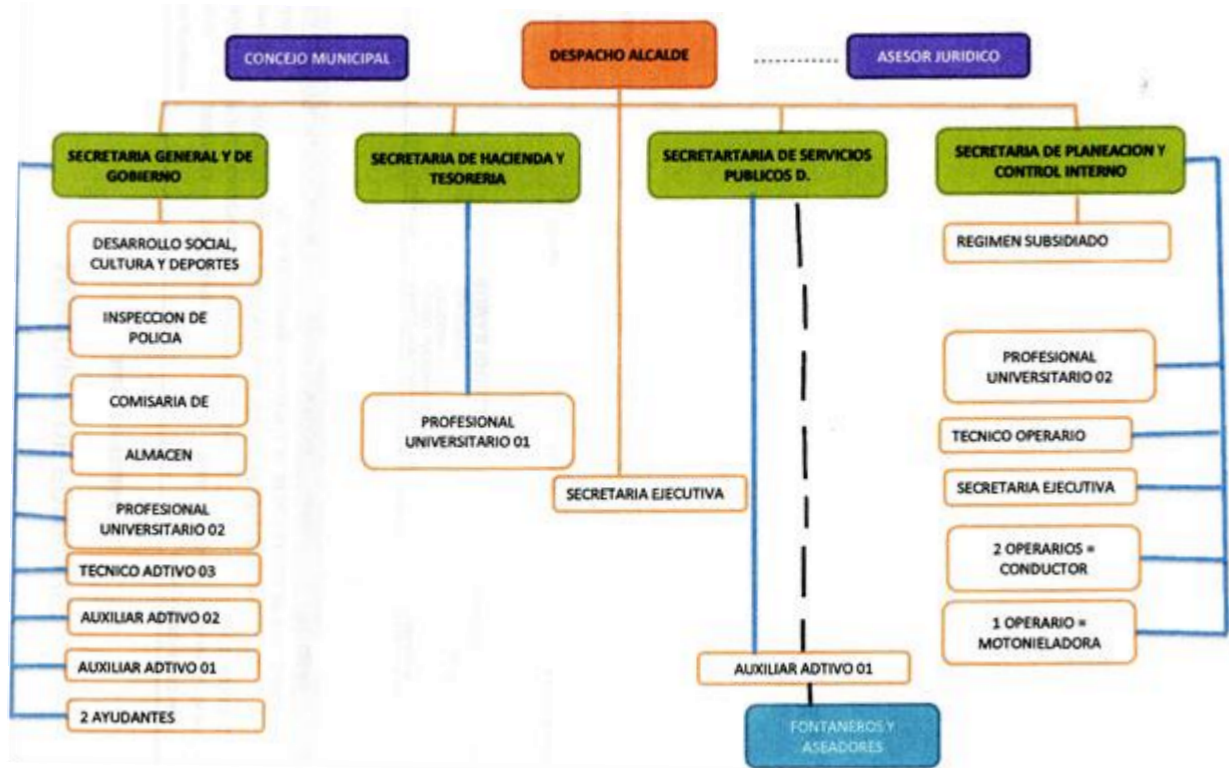 CONCEJO MUNICIPAL
DESPACHO ALCALDE
ASESOR JURIDICO
SECRETARIA GENERAL Y DE
GOBIERNO
SECRETARIA DE HACIENDA Y
TESORERIA
SECRETARTARIA DE SERVICIOS
PUBLICOS D.
SECRETARIA DE PLANEACION Y
CONTROL INTERNO
DESARROLLO SOCIAL,
CULTURA Y DEPORTES
INSPECCION DE
POLICIA
COMISARIA DE
ALMACEN
PROFESIONAL
UNIVERSITARIO 02
TECNICO ADTIVO 03
AUXILIAR ADTIVO 02
AUXILIAR ADTIVO 01
2 AYUDANTES
PROFESIONAL
UNIVERSITARIO 01
SECRETARIA EJECUTIVA
AUXILIAR ADTIVO 01
FONTANEROS Y
ASEADORES
REGIMEN SUBSIDIADO
PROFESIONAL
UNIVERSITARIO 02
TECNICO OPERARIO
SECRETARIA EJECUTIVA
2 OPERARIOS =
CONDUCTOR
1 OPERARIO =
MOTONIELADORA